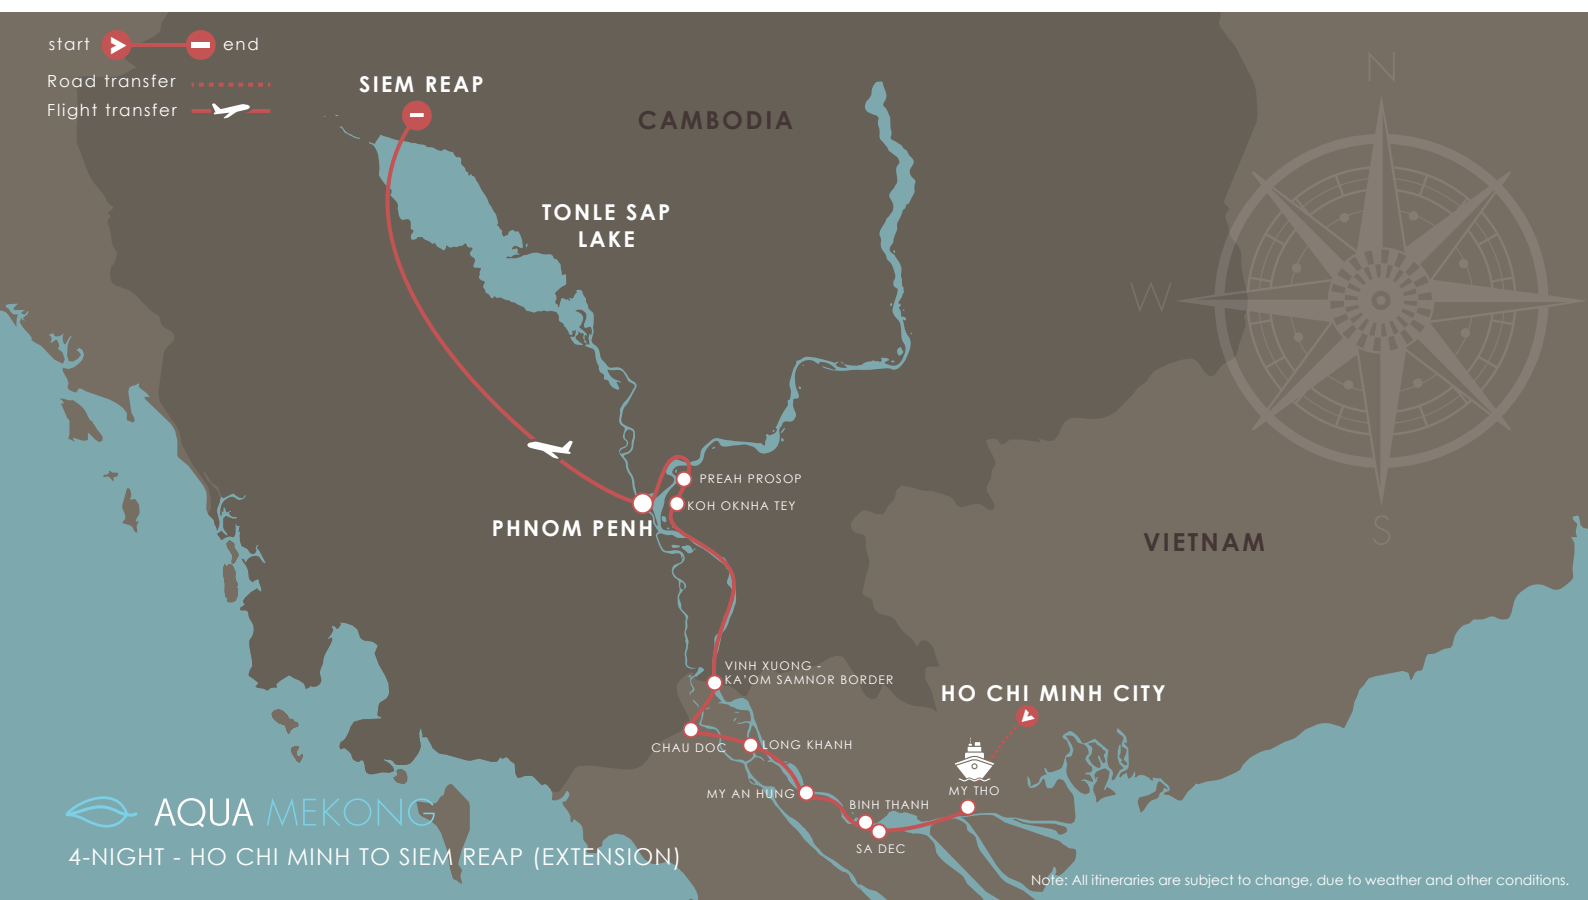 start end
Road transfer
Flight transfer
SIEM REAP
CAMBODIA
N
TONLE SAP
LAKE
W
PREAH PROSOP
KOH OKNHA TEY
PHNOM PENH
S
VIETNAM
VINH XUONG -
KA'OM SAMNOR BORDER
HO CHI MINH CITY
CHAU DOC
LONG KHANH
MY THO
MY AN HUNG
BINH THANH
SA DEC
AQUA MEKONG
4-NIGHT - HO CHI MINH TO SIEM REAP (EXTENSION)
Note: All itineraries are subject to change, due to weather and other conditions.